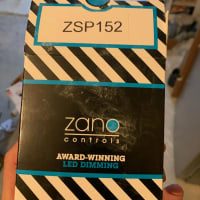 ZSP152
zano
controls
AWARD-WINNING
LED DIMMING